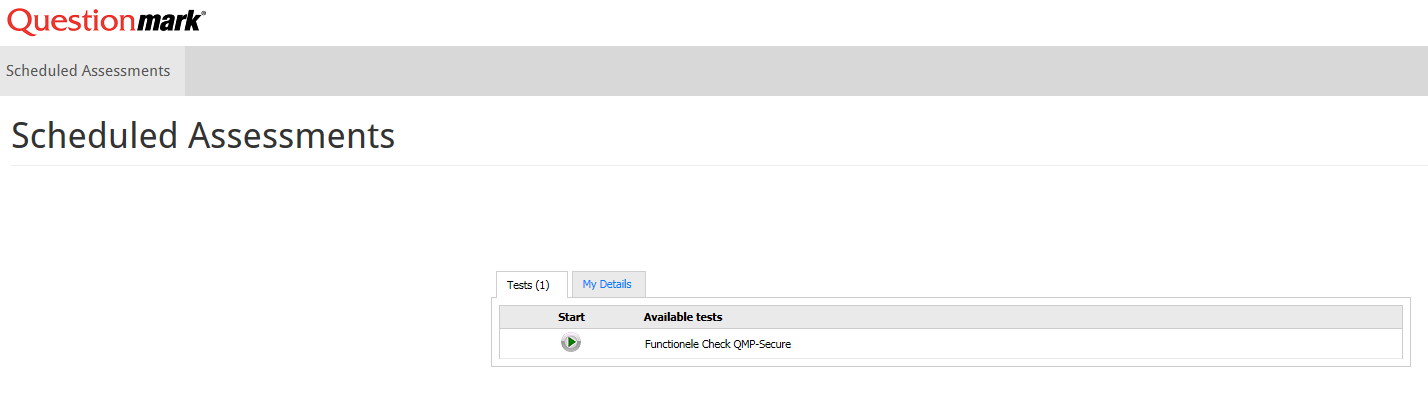 Questionmark®
Scheduled Assessments
Scheduled Assessments
Tests (1) My Details
Start Available tests
Functionele Check QMP-Secure